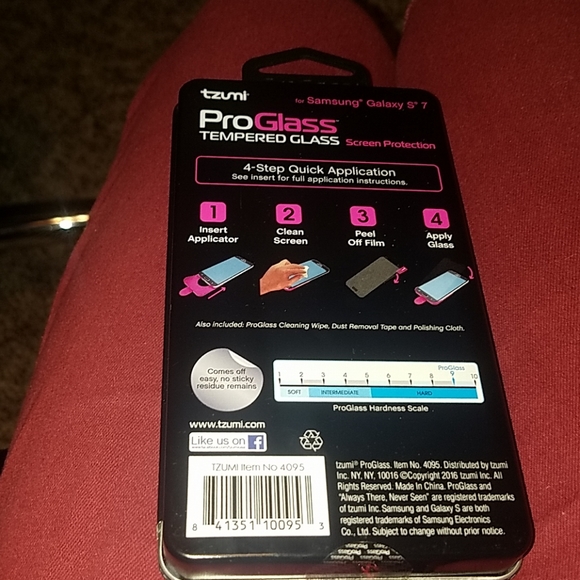 tzumi
for Samsung® Galaxy S® 7
ProGlass™
TEMPERED GLASS Screen Protection
4-Step Quick Application
See insert for full application instructions.
1
Insert
Applicator
2
Clean
Screen
3
Peel
Off Film
4
Apply
Glass
Also included: ProGlass Cleaning Wipe, Dust Removal Tape and Polishing Cloth.
Comes off
easy, no sticky
residue remains
ProGlass
1 2 3 4 5 6 7 8 9 10
SOFT INTERMEDIATE HARD
ProGlass Hardness Scale
www.tzumi.com
Like us on f
TZUMI Item No 4095
8 41351 10095 3
tzumi® ProGlass. Item No. 4095. Distributed by tzumi
Inc. NY, NY, 10016 ©Copyright 2016 tzumi Inc. All
Rights Reserved. Made In China. ProGlass and
"Always There, Never Seen" are registered trademarks
of tzumi Inc. Samsung and Galaxy S are both
registered trademarks of Samsung Electronics
Co., Ltd. Subject to change without prior notice.
ProGlass